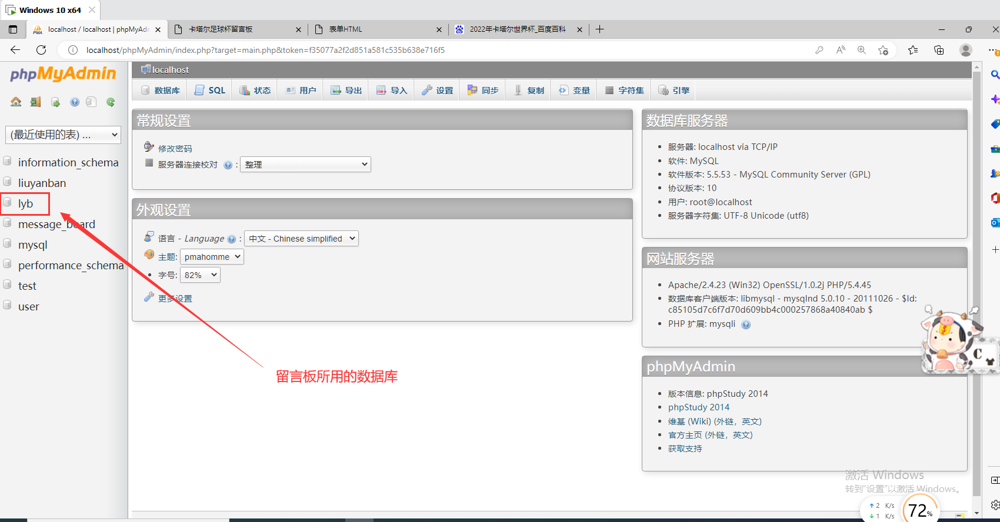 Windows 10 x64
localhost / localhost | phpMyAdn
卡塔尔足球杯留言板
表单HTML
2022年卡塔尔世界杯_百度百科
localhost/phpMyAdmin/index.php?target=main.php&token=f35077a2f2d851a581c535b638e716f5
phpMyAdmin
(最近使用的表) ...
information_schema
liuyanban
lyb
message_board
mysql
performance_schema
test
user
localhost
数据库
SQL
状态
用户
导出
导入
设置
同步
复制
变量
字符集
引擎
常规设置
修改密码
服务器连接校对 : 整理
外观设置
语言 - Language : 中文 - Chinese simplified
主题: pmahomme
字号: 82%
更多设置
留言板所用的数据库
数据库服务器
服务器: localhost via TCP/IP
软件: MySQL
软件版本: 5.5.53 - MySQL Community Server (GPL)
协议版本: 10
用户: root@localhost
服务器字符集: UTF-8 Unicode (utf8)
网站服务器
Apache/2.4.23 (Win32) OpenSSL/1.0.2j PHP/5.4.45
数据库客户端版本: libmysql - mysqlnd 5.0.10 - 20111026 - $Id:
c85105d7c6f7d70d609bb4c000257868a40840ab $
PHP 扩展: mysqli
phpMyAdmin
版本信息: phpStudy 2014
phpStudy 2014
维基 (Wiki) (外链，英文)
官方主页 (外链，英文)
获取支持
C
激活 Windows
转到“设置”以激活 Windows。
↑ 2 K/s
↓ 1 K/s
72%